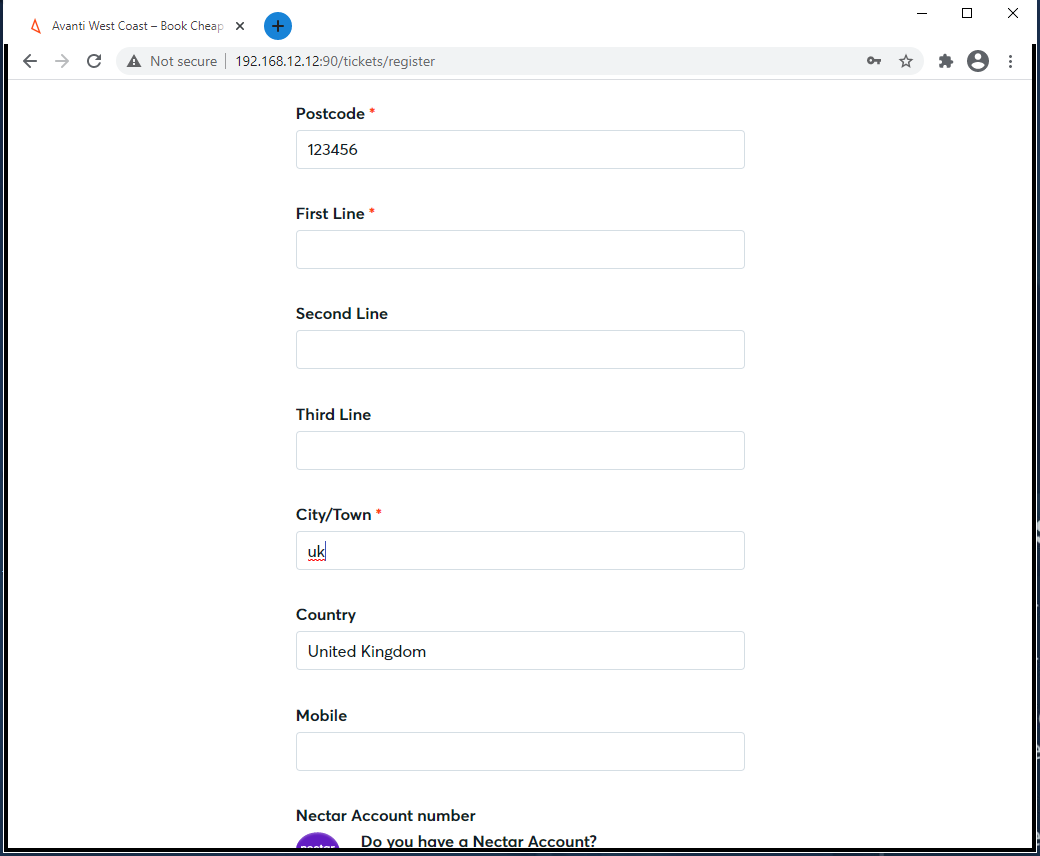 Avanti West Coast – Book Cheap
Not secure
192.168.12.12:90/tickets/register
Postcode *
123456
First Line *
Second Line
Third Line
City/Town *
uk
Country
United Kingdom
Mobile
Nectar Account number
nectar
Do you have a Nectar Account?